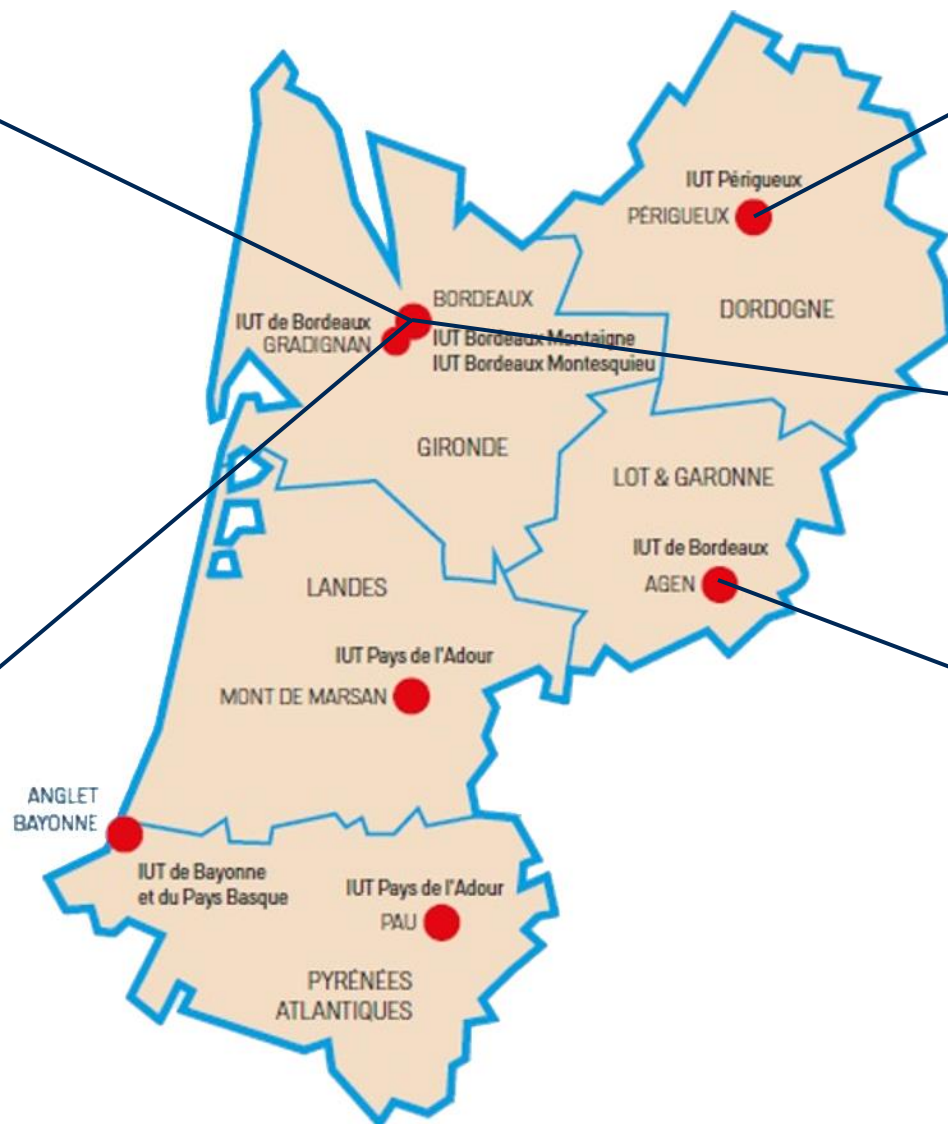 IUT Périgueux
PÉRIGUEUX
DORDOGNE
BORDEAUX
IUT de Bordeaux
GRADIGNAN
IUT Bordeaux Montaigne
IUT Bordeaux Montesquieu
GIRONDE
LOT & GARONNE
IUT de Bordeaux
AGEN
LANDES
IUT Pays de l'Adour
MONT DE MARSAN
ANGLET
BAYONNE
IUT de Bayonne
et du Pays Basque
IUT Pays de l'Adour
PAU
PYRÉNÉES
ATLANTIQUES